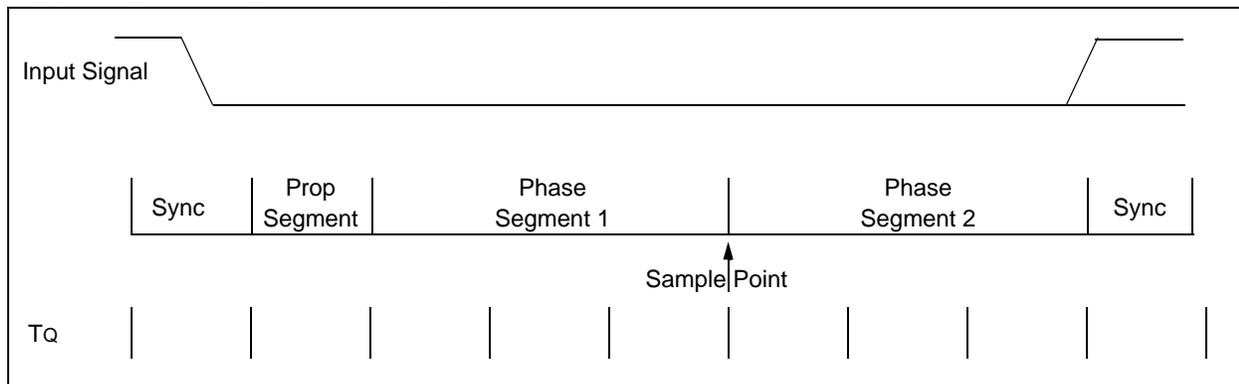 Input Signal
Sync
Prop
Segment
Phase
Segment 1
Phase
Segment 2
Sync
Sample Point
TQ